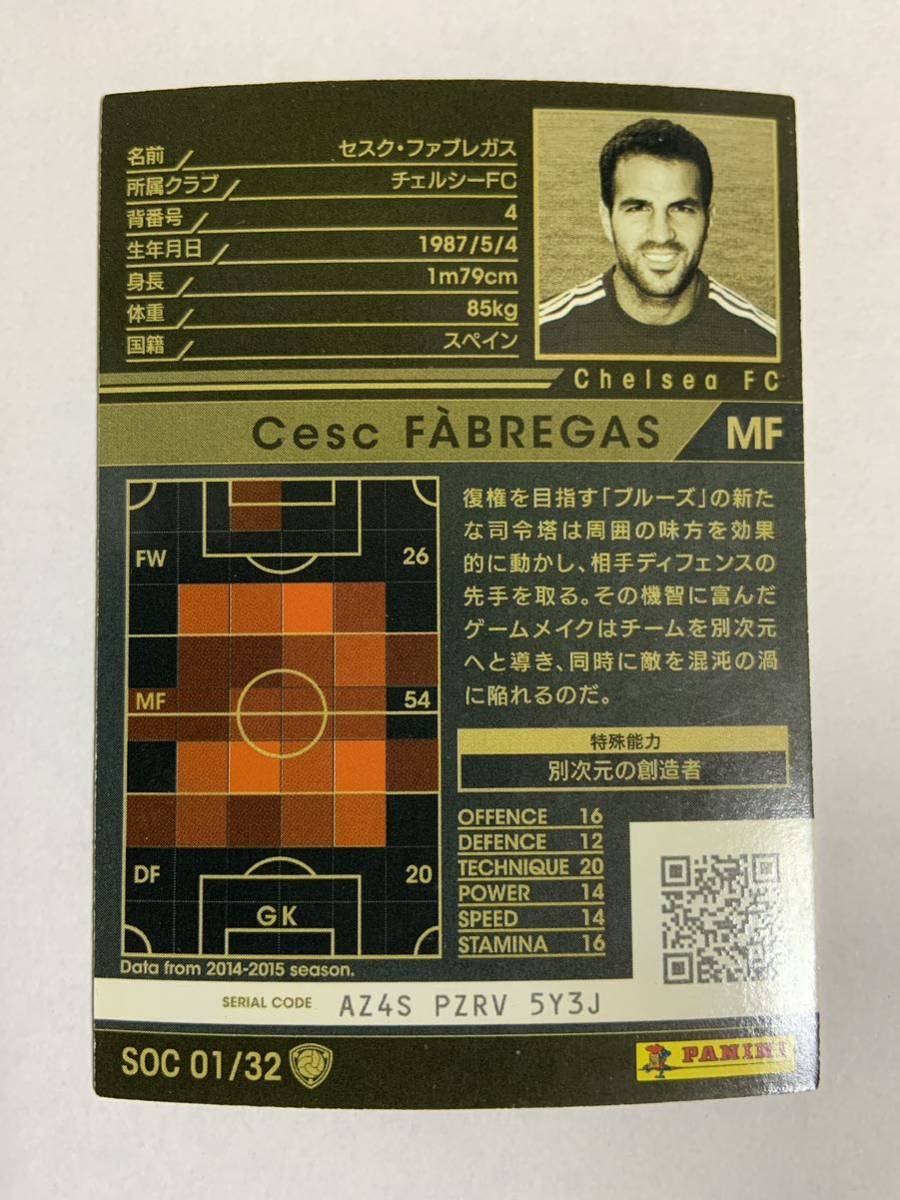 名前 セスク・ファブレガス
所属クラブ チェルシーFC
背番号 4
生年月日 1987/5/4
身長 1m79cm
体重 85kg
国籍 スペイン
Chelsea FC
Cesc FÀBREGAS MF
FW 26
MF 54
DF 20
GK
Data from 2014-2015 season.
復権を目指す「ブルーズ」の新た
な司令塔は周囲の味方を効果
的に動かし、相手ディフェンスの
先手を取る。その機智に富んだ
ゲームメイクはチームを別次元
へと導き、同時に敵を混沌の渦
に陥れるのだ。
特殊能力
別次元の創造者
OFFENCE 16
DEFENCE 12
TECHNIQUE 20
POWER 14
SPEED 14
STAMINA 16
SERIAL CODE AZ4S PZRV 5Y3J
SOC 01/32
PANINI